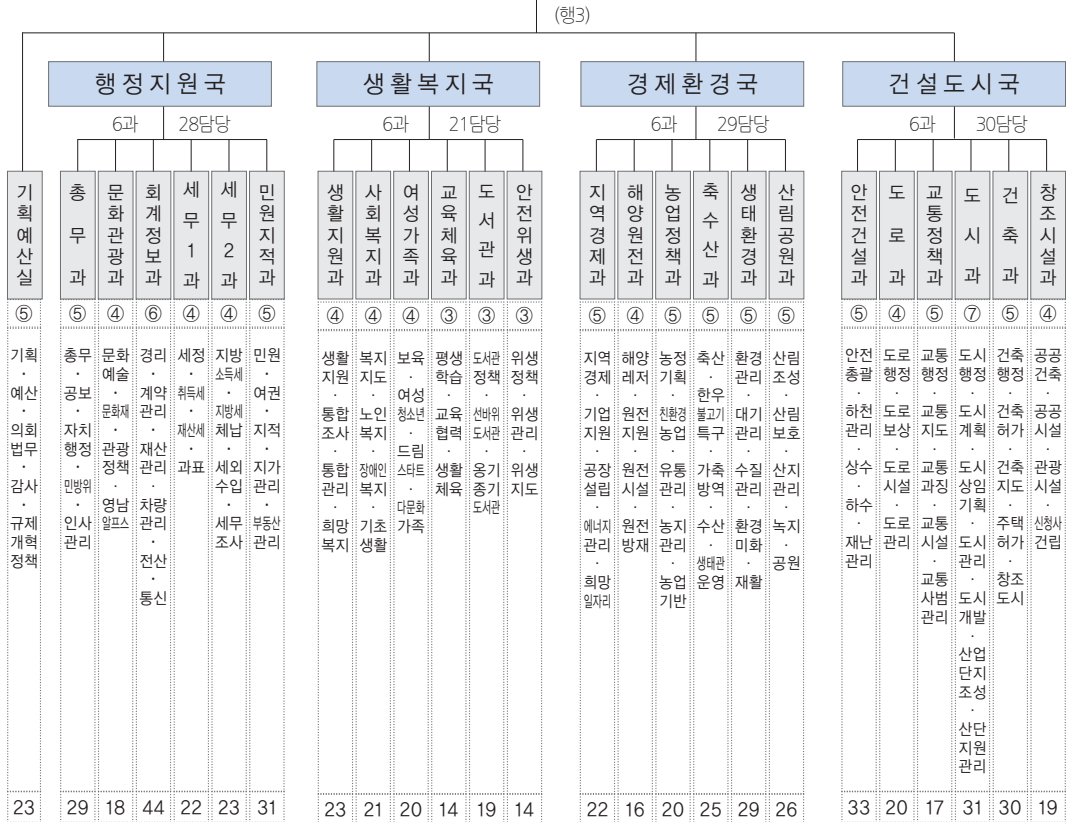 (행3)
행정지원국
생활복지국
경제환경국
건설도시국
6과 28담당
6과 21담당
6과 29담당
6과 30담당
기획예산실
⑤
기획
·
예산
·
의회
법무
·
감사
·
규제
개혁
정책
23
총무과
⑤
총무
·
공보
·
자치
행정
·
민방위
·
인사
관리
29
문화관광과
④
문화
예술
·
문화재
·
관광
정책
·
영남
알프스
18
회계정보과
⑥
경리
·
계약
관리
·
재산
관리
·
차량
관리
·
전산
·
통신
44
세무1과
④
세정
·
취득세
·
재산세
·
과표
22
세무2과
④
지방
소득세
·
지방세
체납
·
세외
수입
·
세무
조사
23
민원지적과
⑤
민원
·
여권
·
지적
·
지가
관리
·
부동산
관리
31
생활지원과
④
생활
지원
·
통합
조사
·
통합
관리
·
희망
복지
23
사회복지과
④
복지
지도
·
노인
복지
·
장애인
복지
·
기초
생활
21
여성가족과
④
보육
·
여성
청소년
·
드림
스타트
·
다문화
가족
20
교육체육과
③
평생
학습
·
교육
협력
·
생활
체육
14
도서관과
③
도서관
정책
·
선바위
도서관
·
옹기
종기
도서관
19
안전위생과
③
위생
정책
·
위생
관리
·
위생
지도
14
지역경제과
⑤
지역
경제
·
기업
지원
·
공장
설립
·
에너지
관리
·
희망
일자리
22
해양원전과
④
해양
레저
·
원전
지원
·
원전
시설
·
원전
방재
16
농업정책과
⑤
농정
기획
·
친환경
농업
·
유통
관리
·
농지
관리
·
농업
기반
20
축수산과
⑤
축산
·
한우
불고기
특구
·
가축
방역
·
수산
·
생태관
운영
25
생태환경과
⑤
환경
관리
·
대기
관리
·
수질
관리
·
환경
미화
·
재활
29
산림공원과
⑤
산림
조성
·
산림
보호
·
산지
관리
·
녹지
·
공원
26
안전건설과
⑤
안전
총괄
·
하천
관리
·
상수
·
하수
·
재난
관리
33
도로과
④
도로
행정
·
도로
보상
·
도로
시설
·
도로
관리
20
교통정책과
⑤
교통
행정
·
교통
지도
·
교통
과징
·
교통
시설
·
교통
사범
관리
17
도시과
⑦
도시
행정
·
도시
계획
·
도시
상임
기획
·
도시
관리
·
도시
개발
·
산업
단지
조성
·
산단
지원
관리
31
건축과
⑤
건축
행정
·
건축
허가
·
건축
지도
·
주택
허가
·
창조
도시
30
창조시설과
④
공공
건축
·
공공
시설
·
관광
시설
·
신청사
건립
19